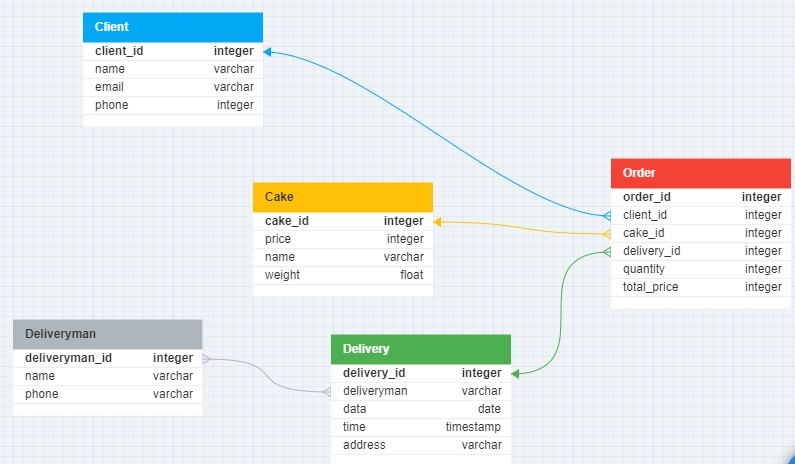 Client
client_id integer
name varchar
email varchar
phone integer
Order
order_id integer
client_id integer
cake_id integer
delivery_id integer
quantity integer
total_price integer
Cake
cake_id integer
price integer
name varchar
weight float
Deliveryman
deliveryman_id integer
name varchar
phone varchar
Delivery
delivery_id integer
deliveryman varchar
data date
time timestamp
address varchar